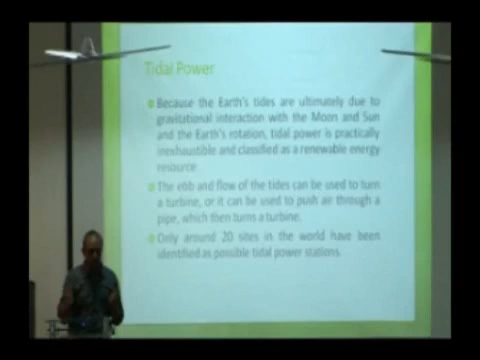 Tidal Power
Because the Earth's tides are ultimately due to
gravitational interaction with the Moon and Sun
and the Earth's rotation, tidal power is practically
inexhaustible and classified as a renewable energy
resource
The ebb and flow of the tides can be used to turn
a turbine, or it can be used to push air through a
pipe, which then turns a turbine.
Only around 20 sites in the world have been
identified as possible tidal power stations.